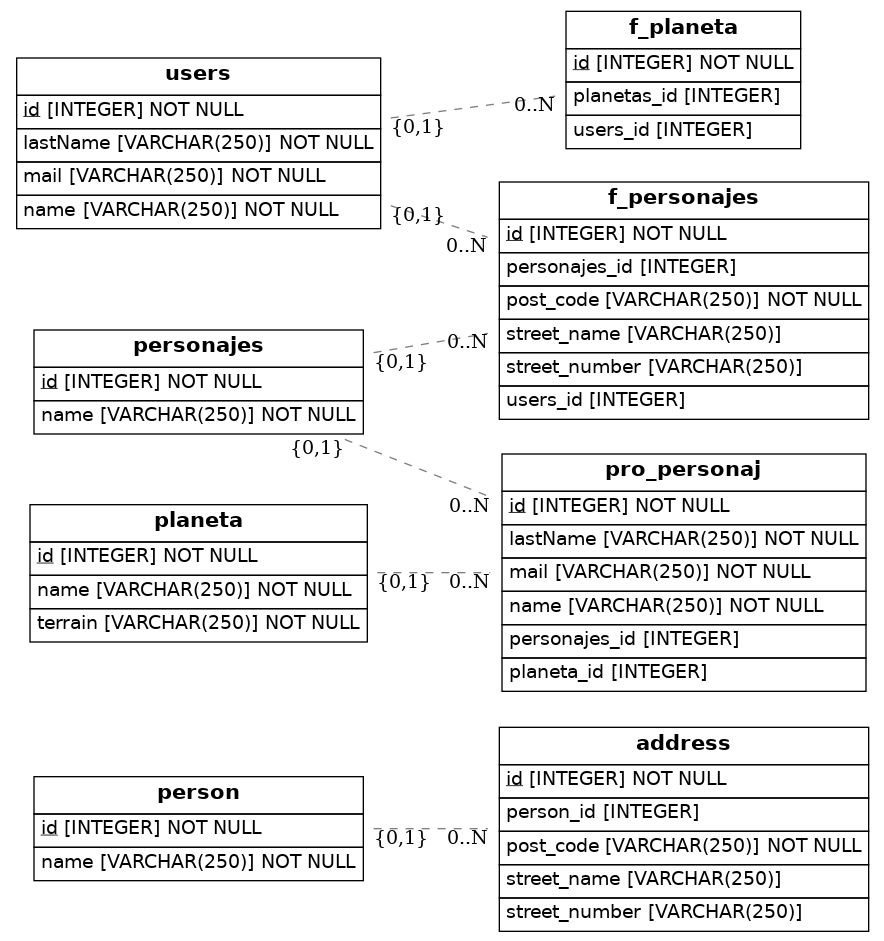 users
id [INTEGER] NOT NULL
lastName [VARCHAR(250)] NOT NULL
mail [VARCHAR(250)] NOT NULL
name [VARCHAR(250)] NOT NULL
{0,1}
0..N
{0,1}
0..N
f_planeta
id [INTEGER] NOT NULL
planetas_id [INTEGER]
users_id [INTEGER]
f_personajes
id [INTEGER] NOT NULL
personajes_id [INTEGER]
post_code [VARCHAR(250)] NOT NULL
street_name [VARCHAR(250)]
street_number [VARCHAR(250)]
users_id [INTEGER]
personajes
id [INTEGER] NOT NULL
name [VARCHAR(250)] NOT NULL
{0,1}
0..N
{0,1}
0..N
pro_personaj
id [INTEGER] NOT NULL
lastName [VARCHAR(250)] NOT NULL
mail [VARCHAR(250)] NOT NULL
name [VARCHAR(250)] NOT NULL
personajes_id [INTEGER]
planeta_id [INTEGER]
planeta
id [INTEGER] NOT NULL
name [VARCHAR(250)] NOT NULL
terrain [VARCHAR(250)] NOT NULL
{0,1}
0..N
person
id [INTEGER] NOT NULL
name [VARCHAR(250)] NOT NULL
{0,1}
0..N
address
id [INTEGER] NOT NULL
person_id [INTEGER]
post_code [VARCHAR(250)] NOT NULL
street_name [VARCHAR(250)]
street_number [VARCHAR(250)]